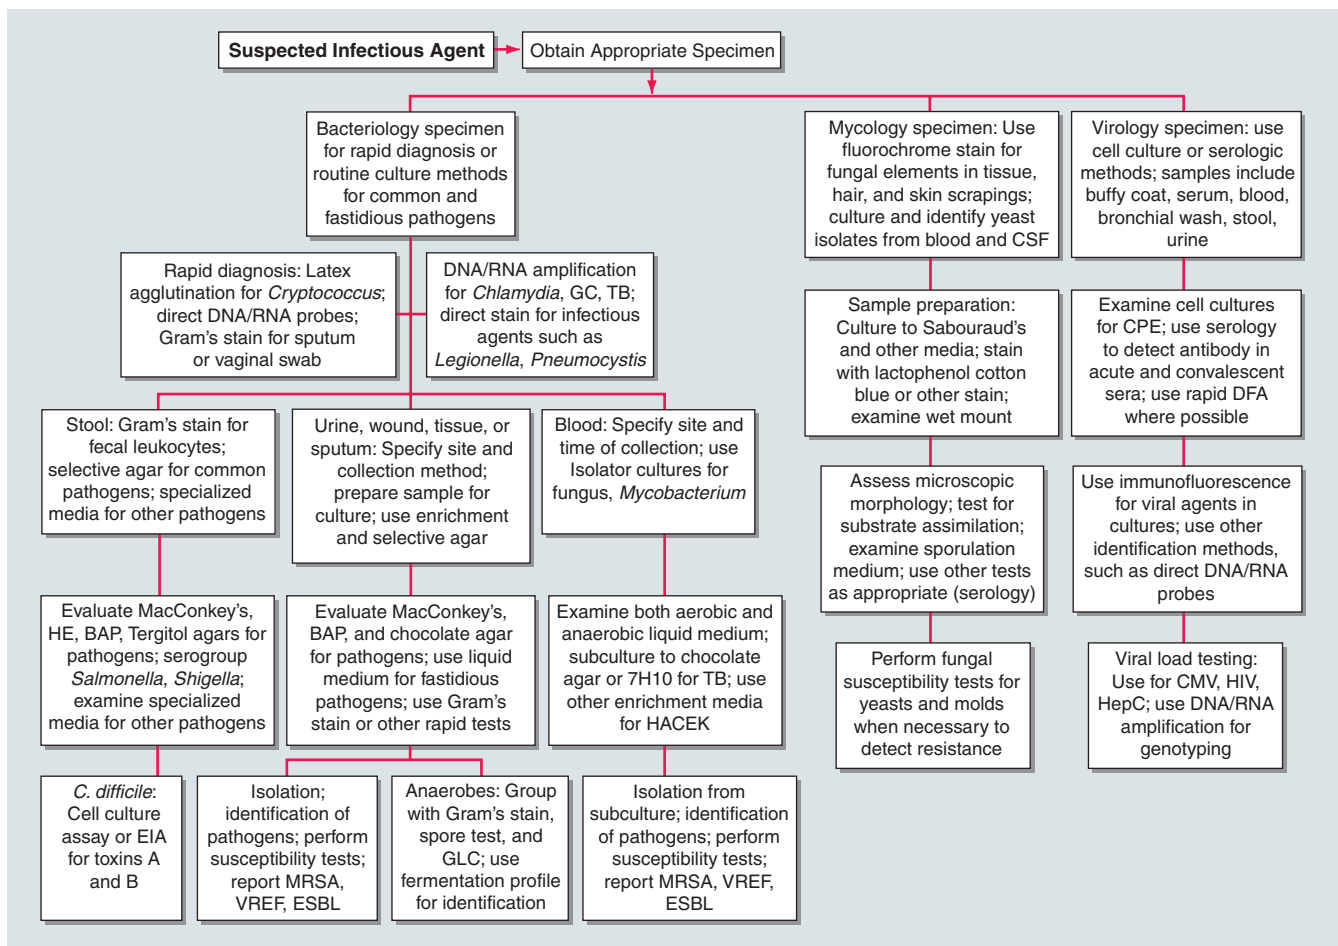 Suspected Infectious Agent
Obtain Appropriate Specimen
Bacteriology specimen
for rapid diagnosis or
routine culture methods
for common and
fastidious pathogens
Mycology specimen: Use
fluorochrome stain for
fungal elements in tissue,
hair, and skin scrapings;
culture and identify yeast
isolates from blood and CSF
Virology specimen: use
cell culture or serologic
methods; samples include
buffy coat, serum, blood,
bronchial wash, stool,
urine
Rapid diagnosis: Latex
agglutination for Cryptococcus;
direct DNA/RNA probes;
Gram's stain for sputum
or vaginal swab
DNA/RNA amplification
for Chlamydia, GC, TB;
direct stain for infectious
agents such as
Legionella, Pneumocystis
Sample preparation:
Culture to Sabouraud's
and other media; stain
with lactophenol cotton
blue or other stain;
examine wet mount
Examine cell cultures
for CPE; use serology
to detect antibody in
acute and convalescent
sera; use rapid DFA
where possible
Stool: Gram's stain for
fecal leukocytes;
selective agar for common
pathogens; specialized
media for other pathogens
Urine, wound, tissue, or
sputum: Specify site and
collection method;
prepare sample for
culture; use enrichment
and selective agar
Blood: Specify site and
time of collection; use
Isolator cultures for
fungus, Mycobacterium
Assess microscopic
morphology; test for
substrate assimilation;
examine sporulation
medium; use other tests
as appropriate (serology)
Use immunofluorescence
for viral agents in
cultures; use other
identification methods,
such as direct DNA/RNA
probes
Evaluate MacConkey's,
HE, BAP, Tergitol agars for
pathogens; serogroup
Salmonella, Shigella;
examine specialized
media for other pathogens
Evaluate MacConkey's,
BAP, and chocolate agar
for pathogens; use liquid
medium for fastidious
pathogens; use Gram's
stain or other rapid tests
Examine both aerobic and
anaerobic liquid medium;
subculture to chocolate
agar or 7H10 for TB; use
other enrichment media
for HACEK
Perform fungal
susceptibility tests for
yeasts and molds
when necessary to
detect resistance
Viral load testing:
Use for CMV, HIV,
HepC; use DNA/RNA
amplification for
genotyping
C. difficile:
Cell culture
assay or EIA
for toxins A
and B
Isolation;
identification of
pathogens; perform
susceptibility tests;
report MRSA,
VREF, ESBL
Anaerobes: Group
with Gram's stain,
spore test, and
GLC; use
fermentation profile
for identification
Isolation from
subculture; identification
of pathogens; perform
susceptibility tests;
report MRSA, VREF,
ESBL